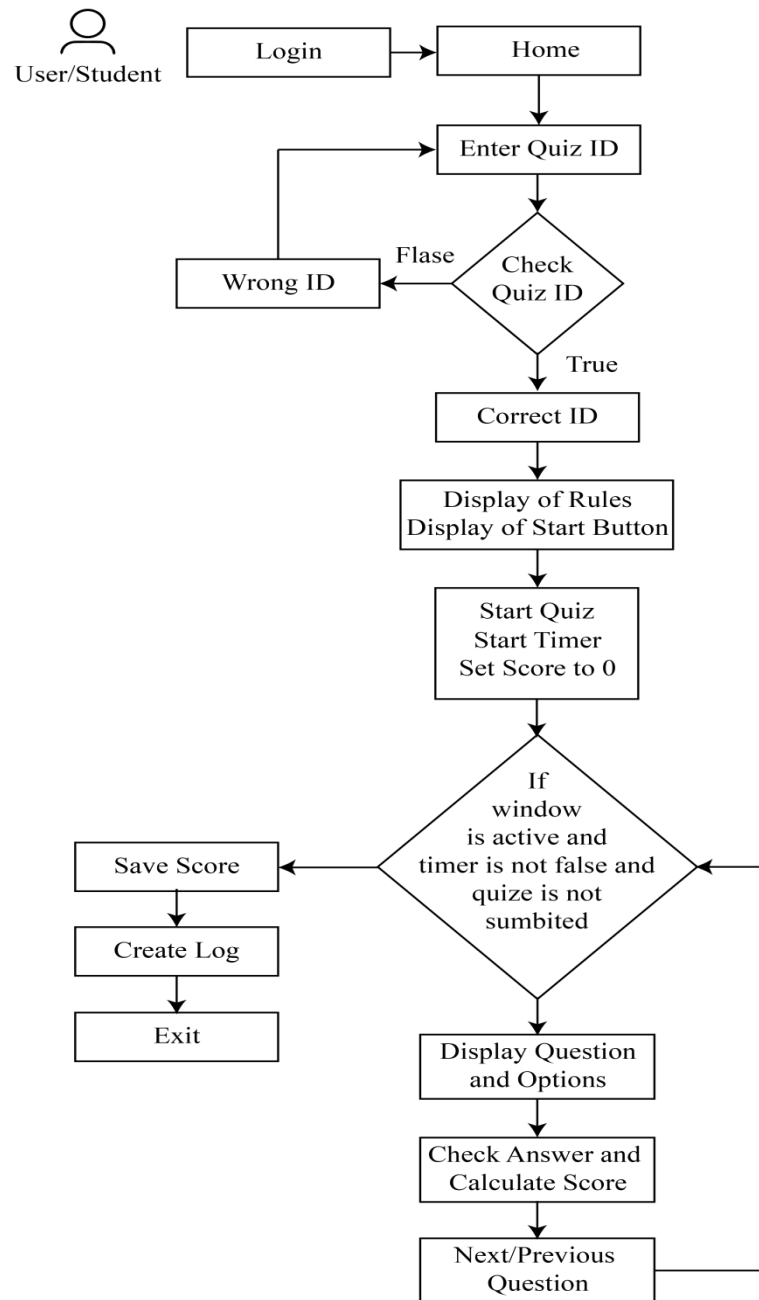 User/Student
Login
Home
Enter Quiz ID
Flase
Check
Quiz ID
Wrong ID
True
Correct ID
Display of Rules
Display of Start Button
Start Quiz
Start Timer
Set Score to 0
If
window
is active and
timer is not false and
quize is not
sumbited
Save Score
Create Log
Exit
Display Question
and Options
Check Answer and
Calculate Score
Next/Previous
Question